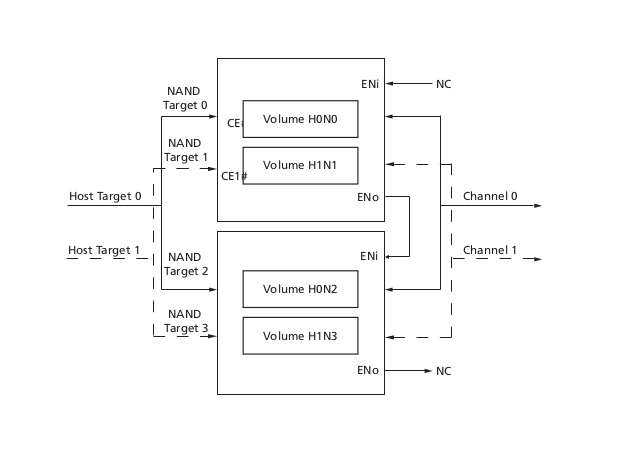 ENi
NC
NAND
Target 0
CE
Volume H0N0
NAND
Target 1
Volume H1N1
CE1#
Host Target 0
ENo
Channel 0
Host Target 1
Channel 1
NAND
Target 2
ENi
Volume H0N2
NAND
Target 3
Volume H1N3
ENo
NC